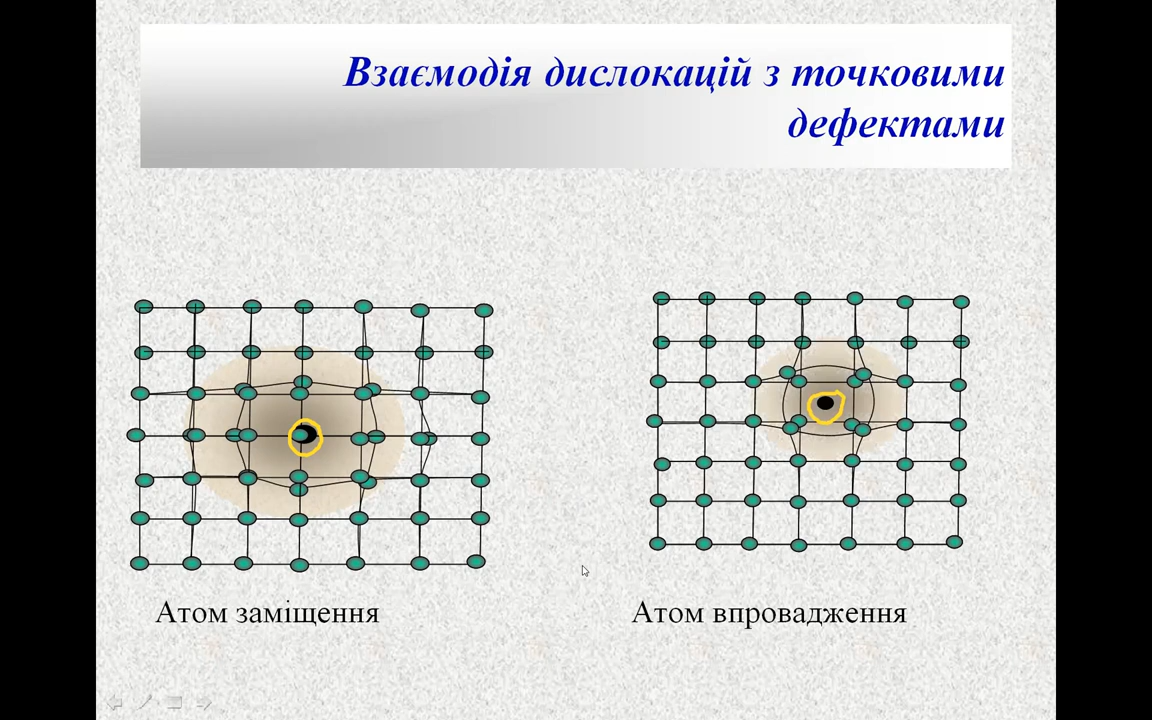 Взаємодія дислокацій з точковими
дефектами
Атом заміщення
Атом впровадження